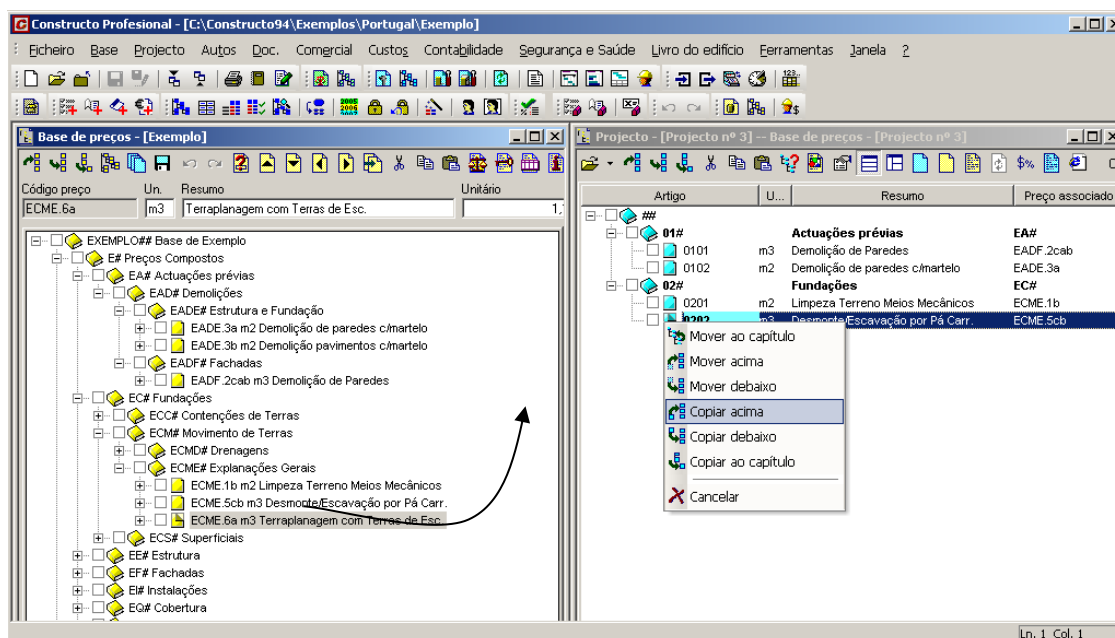 Constructo Profesional - [C:\Constructo94\Exemplos\Portugal\Exemplo]
Ficheiro Base Projecto Autos Doc. Comercial Custos Contabilidade Segurança e Saúde Livro do edifício Ferramentas Janela ?
Base de preços - [Exemplo]
Código preço Un. Resumo Unitário
ECME.6a m3 Terraplanagem com Terras de Esc. 1,
EXEMPLO## Base de Exemplo
E# Preços Compostos
EA# Actuações prévias
EAD# Demolições
EADE# Estrutura e Fundação
EADE.3a m2 Demolição de paredes c/martelo
EADE.3b m2 Demolição pavimentos c/martelo
EADF# Fachadas
EADF.2cab m3 Demolição de Paredes
EC# Fundações
ECC# Contenções de Terras
ECM# Movimento de Terras
ECMD# Drenagens
ECME# Explanações Gerais
ECME.1b m2 Limpeza Terreno Meios Mecânicos
ECME.5cb m3 Desmonte/Escavação por Pá Carr.
ECME.6a m3 Terraplanagem com Terras de Esc.
ECS# Superficiais
EE# Estrutura
EF# Fachadas
EI# Instalações
EQ# Cobertura
Projecto - [Projecto nº 3] -- Base de preços - [Projecto nº 3]
Artigo U... Resumo Preço associado
##
01# Actuações prévias EA#
0101 m3 Demolição de Paredes EADF.2cab
0102 m2 Demolição de paredes c/martelo EADE.3a
02# Fundações EC#
0201 m2 Limpeza Terreno Meios Mecânicos ECME.1b
0202 m3 Desmonte/Escavação por Pá Carr. ECME.5cb
Mover ao capítulo
Mover acima
Mover debaixo
Copiar acima
Copiar debaixo
Copiar ao capítulo
Cancelar
Ln. 1 Col. 1